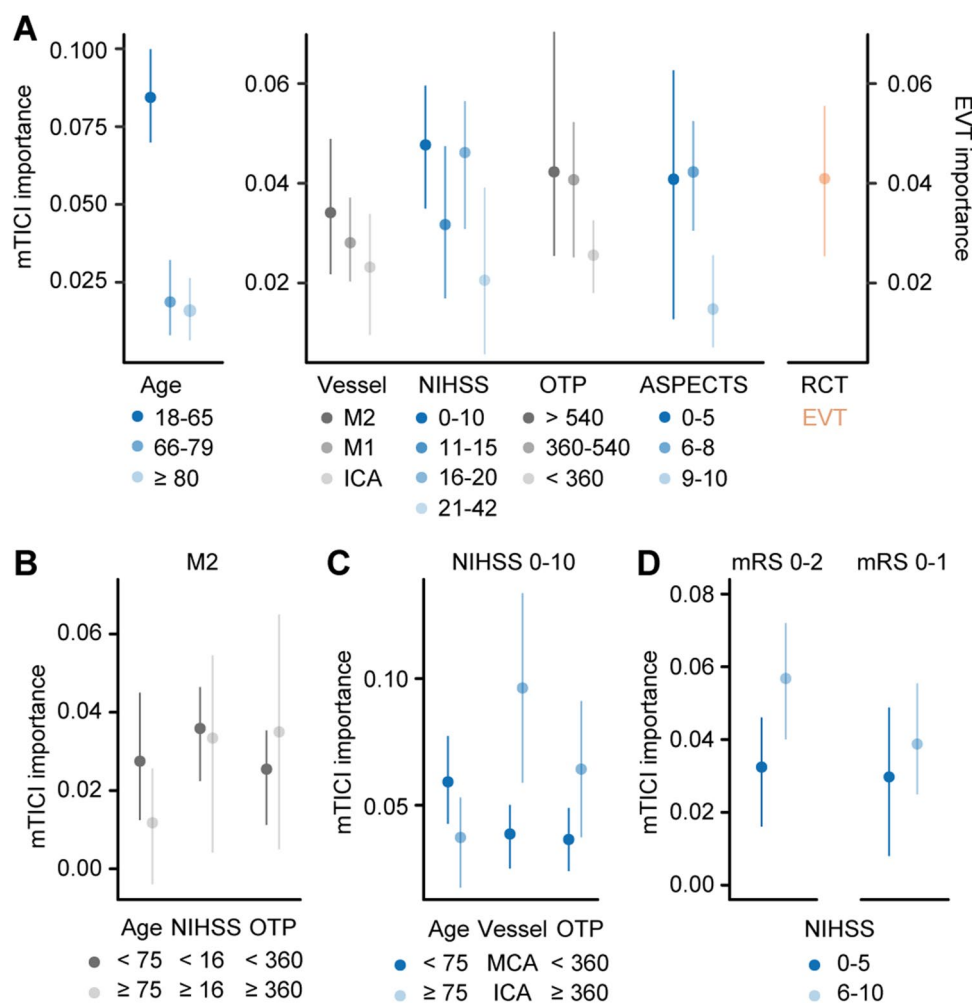 A
mTICI importance
0.100
0.075
0.050
0.025
0.06
0.04
0.02
0.06
0.04
0.02
EVT importance
Age
Vessel
NIHSS
OTP
ASPECTS
RCT
18-65
M2
0-10
> 540
0-5
EVT
66-79
M1
11-15
360-540
6-8
≥ 80
ICA
16-20
< 360
9-10
21-42
B
M2
mTICI importance
0.06
0.04
0.02
0.00
Age NIHSS OTP
< 75 < 16 < 360
≥ 75 ≥ 16 ≥ 360
C
NIHSS 0-10
mTICI importance
0.10
0.05
Age Vessel OTP
< 75 MCA < 360
≥ 75 ICA ≥ 360
D
mRS 0-2
mRS 0-1
mTICI importance
0.08
0.06
0.04
0.02
0.00
NIHSS
0-5
6-10